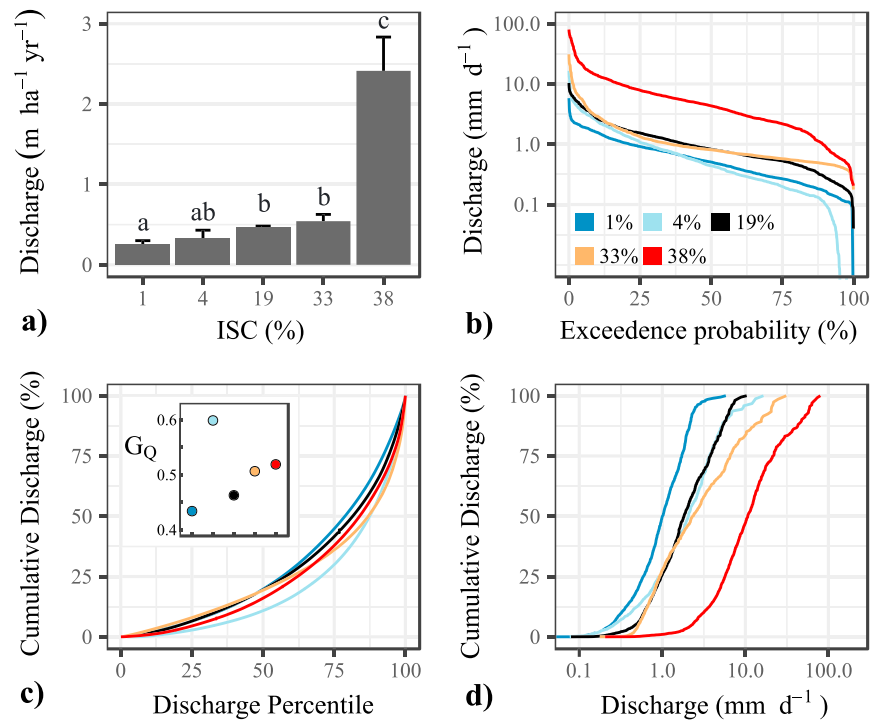 a)
Discharge (m ha⁻¹ yr⁻¹)
3
2
1
0
a
ab
b
b
c
1
4
19
33
38
ISC (%)
b)
Discharge (mm d⁻¹)
100.0
10.0
1.0
0.1
1%
4%
19%
33%
38%
0
25
50
75
100
Exceedence probability (%)
c)
Cumulative Discharge (%)
100
75
50
25
0
G_Q
0.6
0.5
0.4
0
25
50
75
100
Discharge Percentile
d)
Cumulative Discharge (%)
100
75
50
25
0
0.1
1.0
10.0
100.0
Discharge (mm d⁻¹)